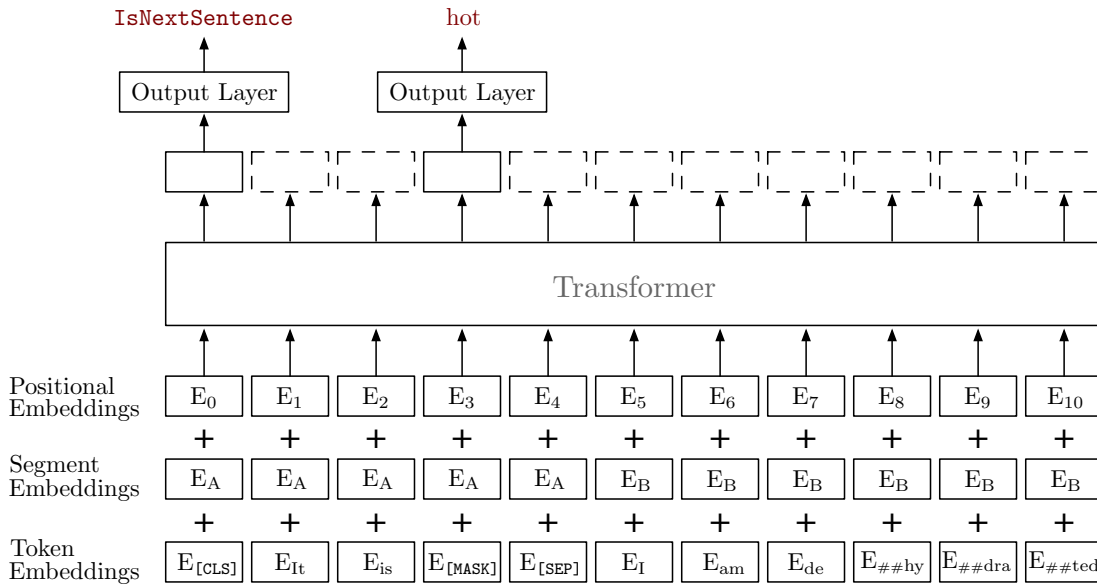 IsNextSentence hot
Output Layer Output Layer
Transformer
Positional
Embeddings E0 E1 E2 E3 E4 E5 E6 E7 E8 E9 E10
+ + + + + + + + + + +
Segment
Embeddings EA EA EA EA EA EB EB EB EB EB EB
+ + + + + + + + + + +
Token
Embeddings E[CLS] EIt Eis E[MASK] E[SEP] EI Eam Ede E##hy E##dra E##ted